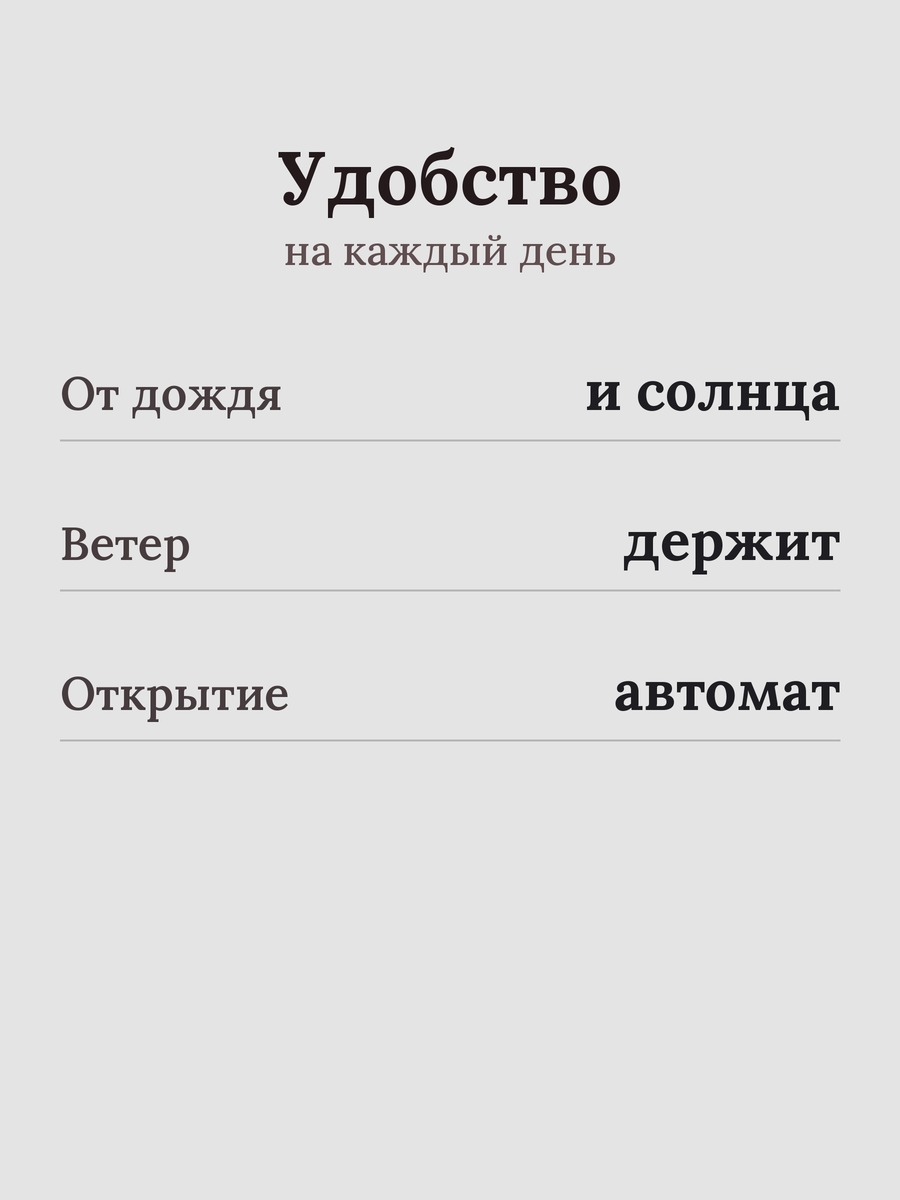 Удобство
на каждый день
От дождя и солнца
Ветер держит
Открытие автомат